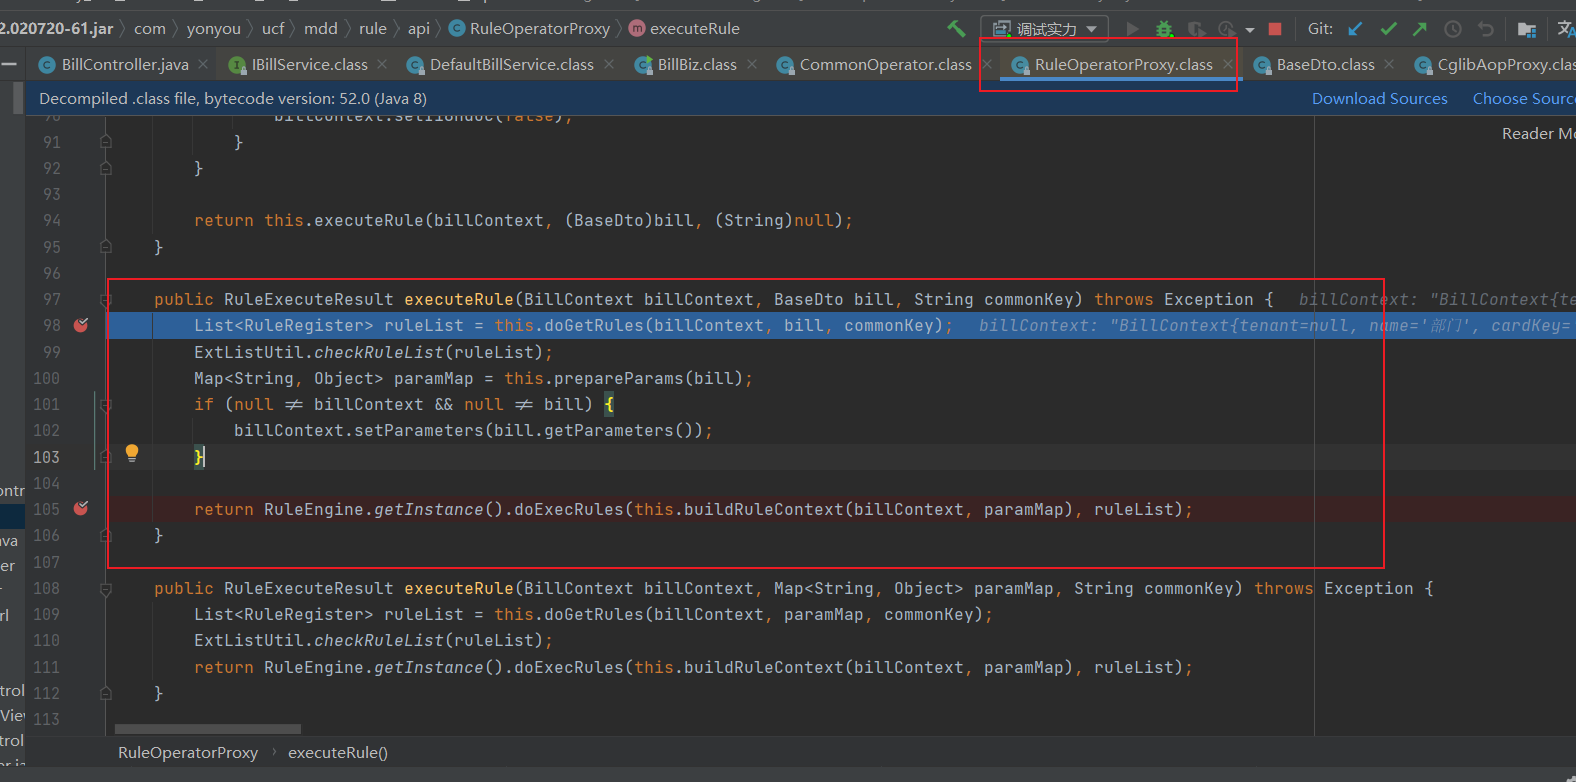 2.020720-61.jar com yonyou ucf mdd rule api RuleOperatorProxy executeRule 调试实力 Git:
BillController.java IBillService.class DefaultBillService.class BillBiz.class CommonOperator.class RuleOperatorProxy.class BaseDto.class CglibAopProxy.clas
Decompiled .class file, bytecode version: 52.0 (Java 8) Download Sources Choose Sourc
Reader Mo
91 }
92 }
93
94 return this.executeRule(billContext, (BaseDto)bill, (String)null);
95 }
96
97 public RuleExecuteResult executeRule(BillContext billContext, BaseDto bill, String commonKey) throws Exception { billContext: "BillContext{te
98 List<RuleRegister> ruleList = this.doGetRules(billContext, bill, commonKey); billContext: "BillContext{tenant=null, name='部门', cardKey='
99 ExtListUtil.checkRuleList(ruleList);
100 Map<String, Object> paramMap = this.prepareParams(bill);
101 if (null ≠ billContext && null ≠ bill) {
102 billContext.setParameters(bill.getParameters());
103 }
104
105 return RuleEngine.getInstance().doExecRules(this.buildRuleContext(billContext, paramMap), ruleList);
106 }
107
108 public RuleExecuteResult executeRule(BillContext billContext, Map<String, Object> paramMap, String commonKey) throws Exception {
109 List<RuleRegister> ruleList = this.doGetRules(billContext, paramMap, commonKey);
110 ExtListUtil.checkRuleList(ruleList);
111 return RuleEngine.getInstance().doExecRules(this.buildRuleContext(billContext, paramMap), ruleList);
112 }
113
ontr
ava
er
rl
trol
Viev
trol
RuleOperatorProxy executeRule()